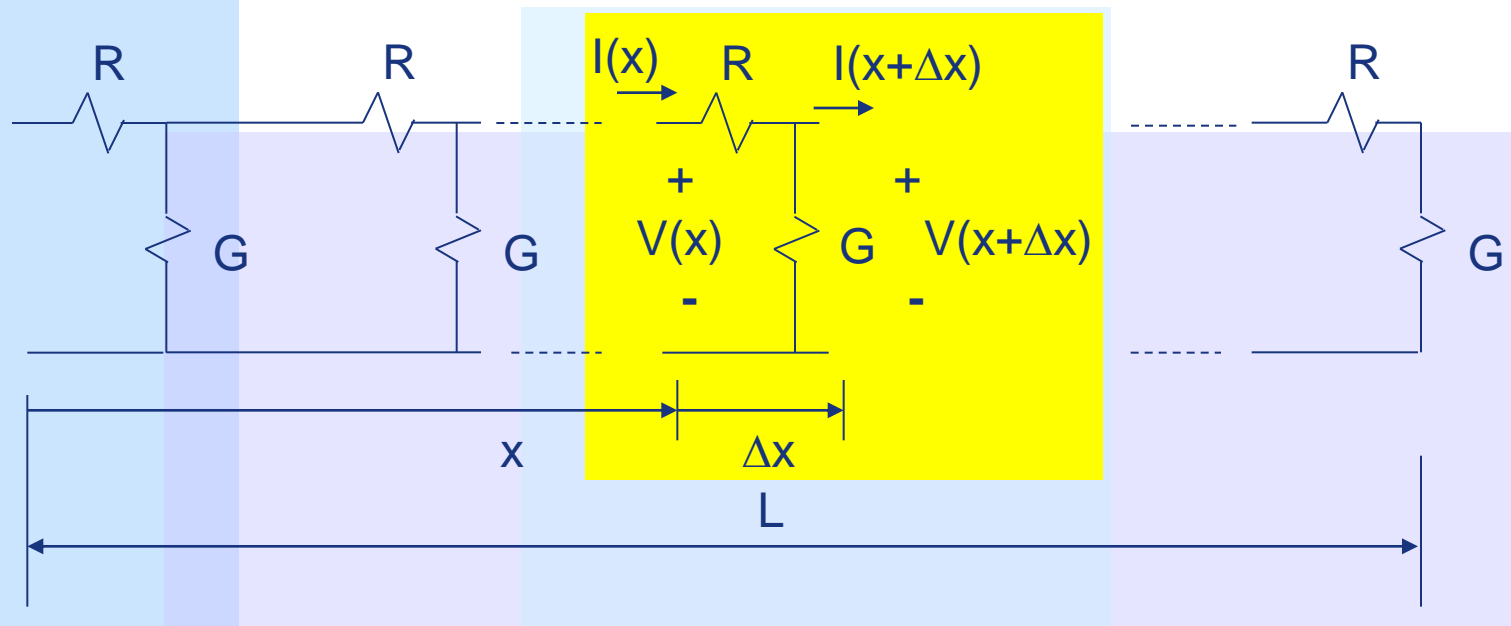 R
R
I(x)
R
I(x+Δx)
R
+
+
V(x)
G
V(x+Δx)
G
G
G
-
-
x
Δx
L